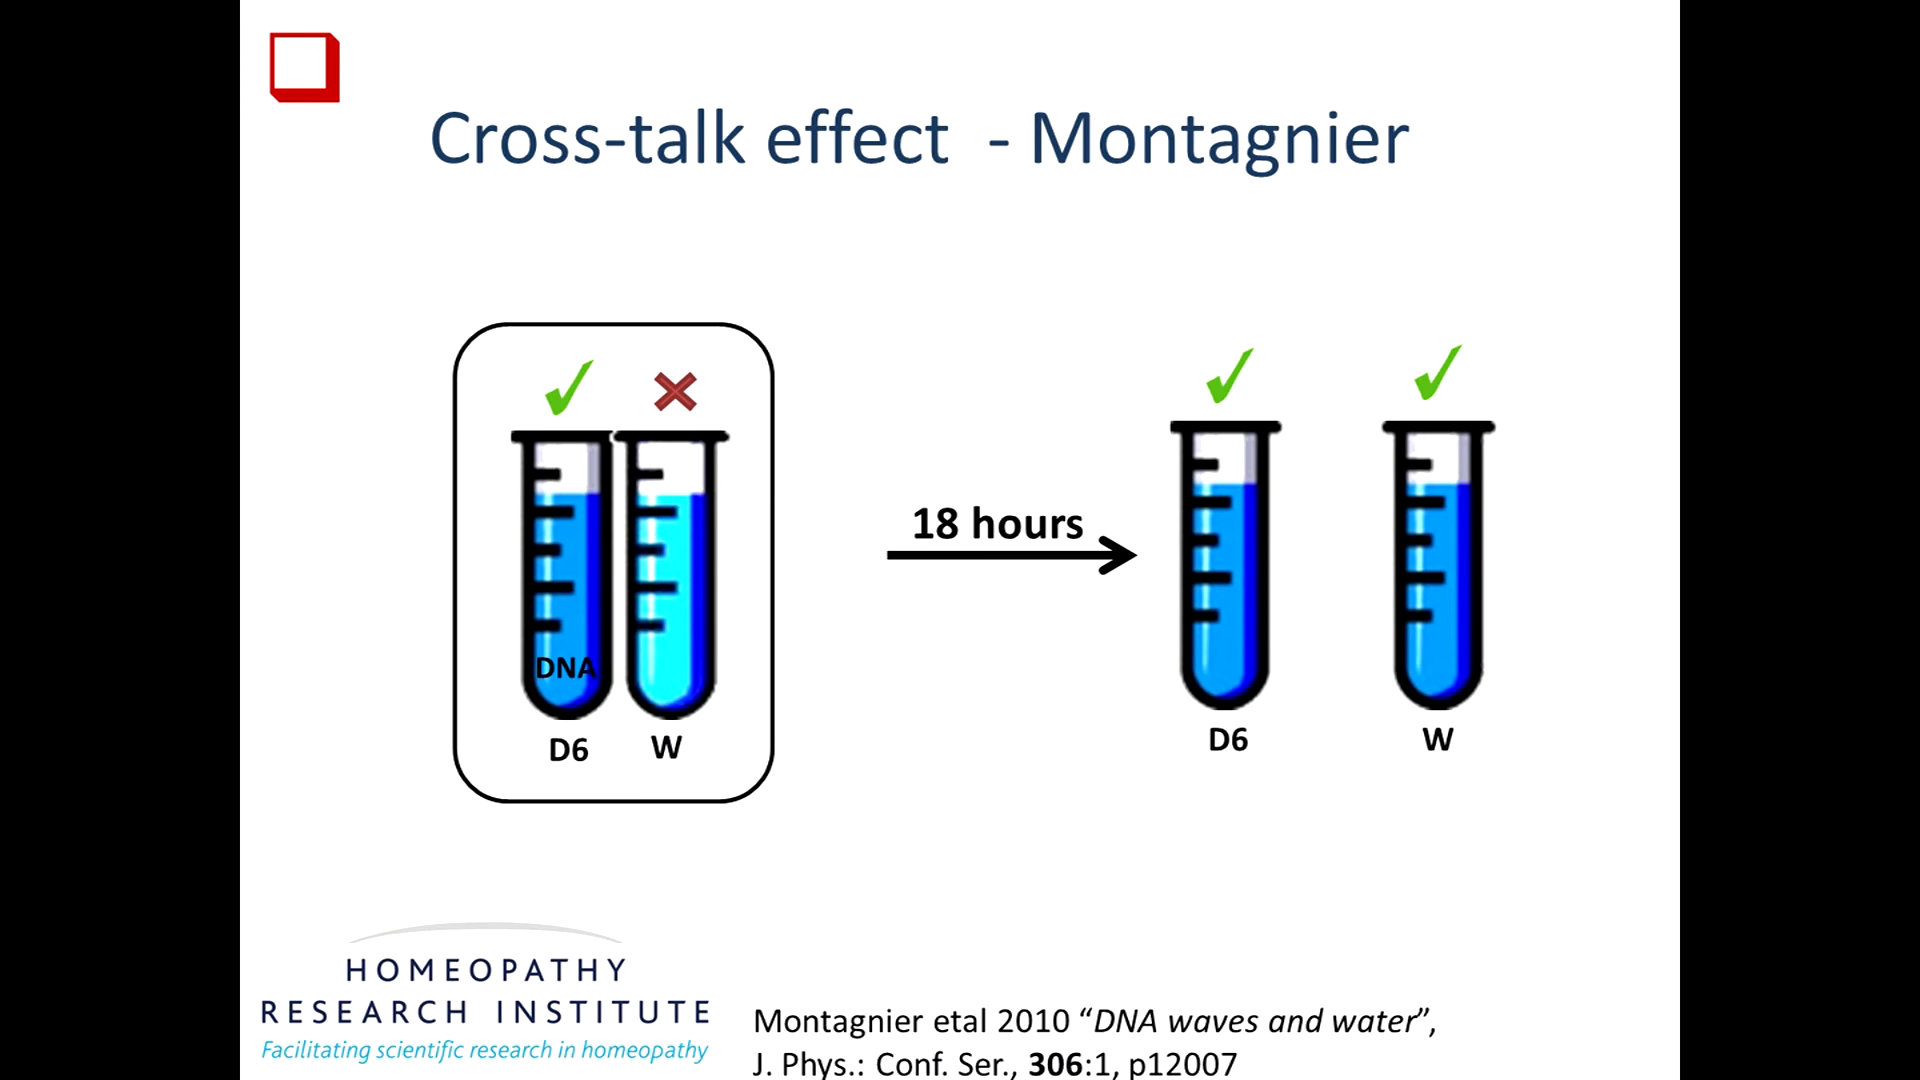 Cross-talk effect - Montagnier
DNA
D6
W
18 hours
D6
W
HOMEOPATHY
RESEARCH INSTITUTE
Facilitating scientific research in homeopathy
Montagnier etal 2010 “DNA waves and water”,
J. Phys.: Conf. Ser., 306:1, p12007